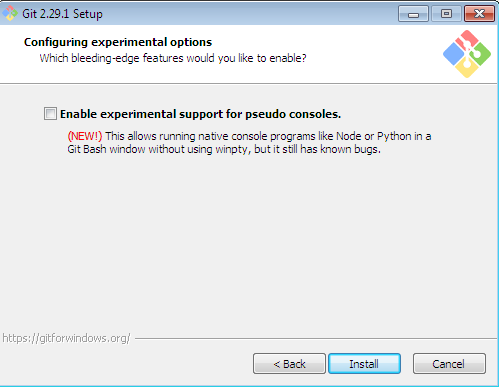 Git 2.29.1 Setup
Configuring experimental options
Which bleeding-edge features would you like to enable?
Enable experimental support for pseudo consoles.
(NEW!) This allows running native console programs like Node or Python in a
Git Bash window without using winpty, but it still has known bugs.
https://gitforwindows.org/
< Back Install Cancel